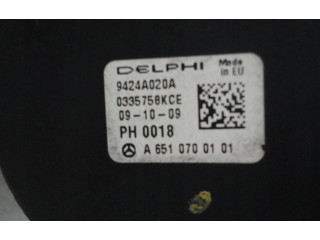 DELPHI Made in EU
9424A020A
0335758KCE
09-10-09
PH 0018
A 651 070 01 01